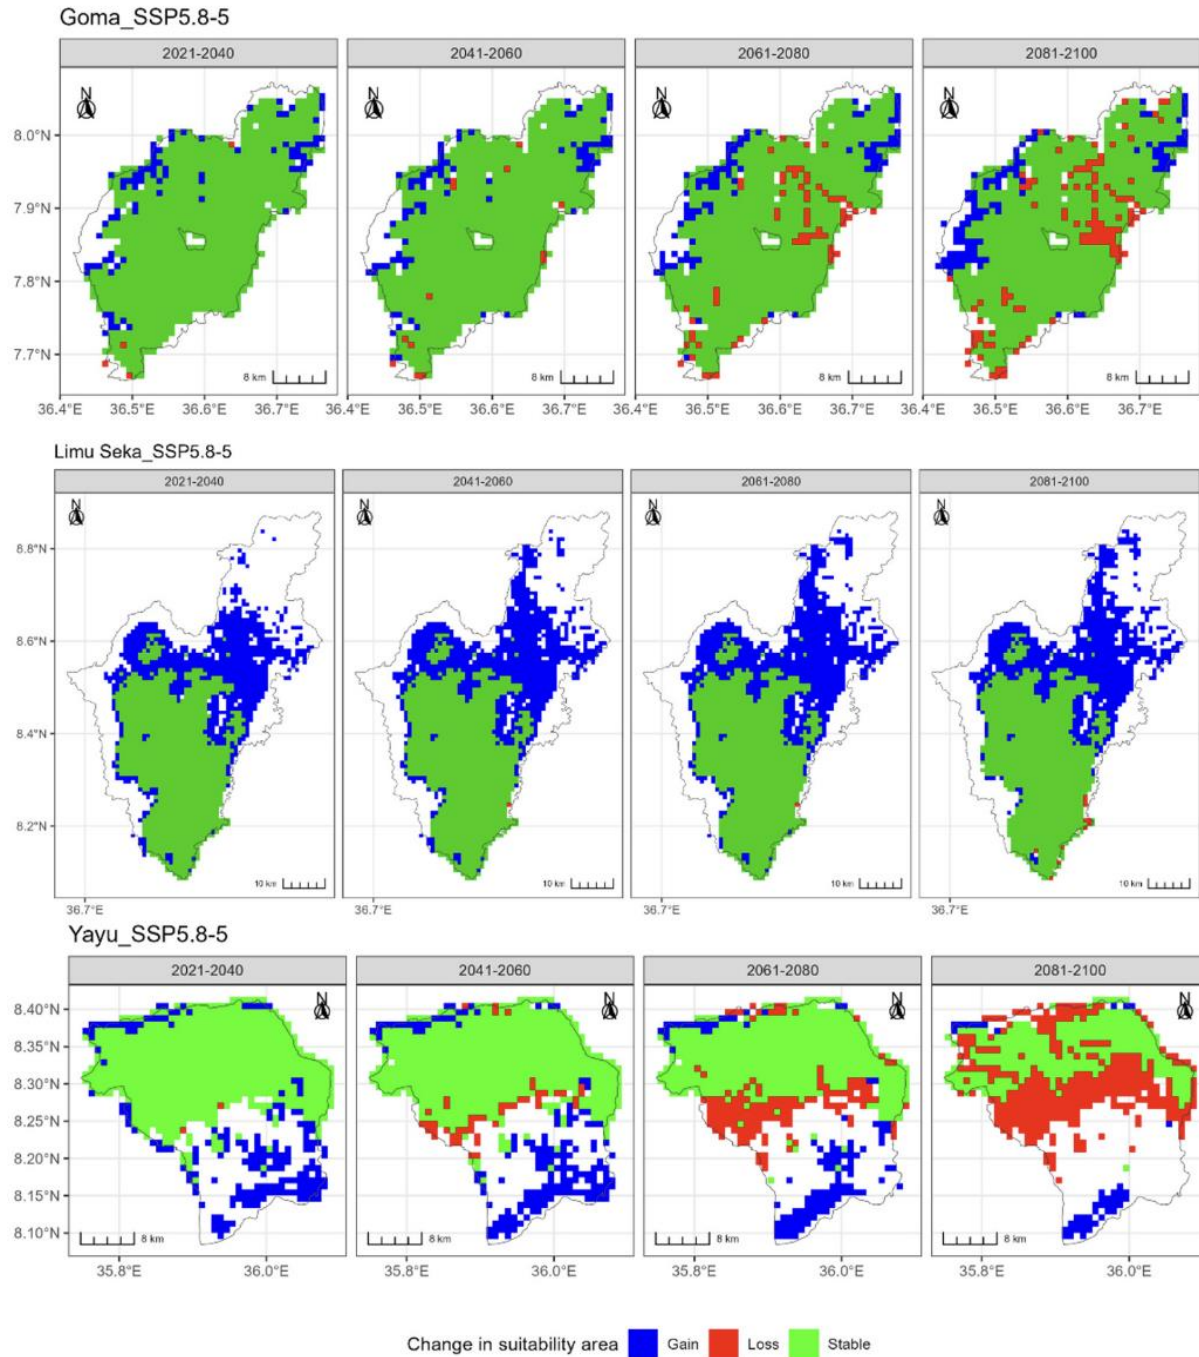 Goma_SSP5.8-5
2021-2040 2041-2060 2061-2080 2081-2100
N N N N
8.0°N
7.9°N
7.8°N
7.7°N
8 km 8 km 8 km 8 km
36.4°E 36.5°E 36.6°E 36.7°E 36.4°E 36.5°E 36.6°E 36.7°E 36.4°E 36.5°E 36.6°E 36.7°E 36.4°E 36.5°E 36.6°E 36.7°E
Limu Seka_SSP5.8-5
2021-2040 2041-2060 2061-2080 2081-2100
N N N N
8.8°N
8.6°N
8.4°N
8.2°N
10 km 10 km 10 km 10 km
36.7°E 36.7°E 36.7°E 36.7°E
Yayu_SSP5.8-5
2021-2040 2041-2060 2061-2080 2081-2100
N N N N
8.40°N
8.35°N
8.30°N
8.25°N
8.20°N
8.15°N
8.10°N
8 km 8 km 8 km 8 km
35.8°E 36.0°E 35.8°E 36.0°E 35.8°E 36.0°E 35.8°E 36.0°E
Change in suitability area Gain Loss Stable